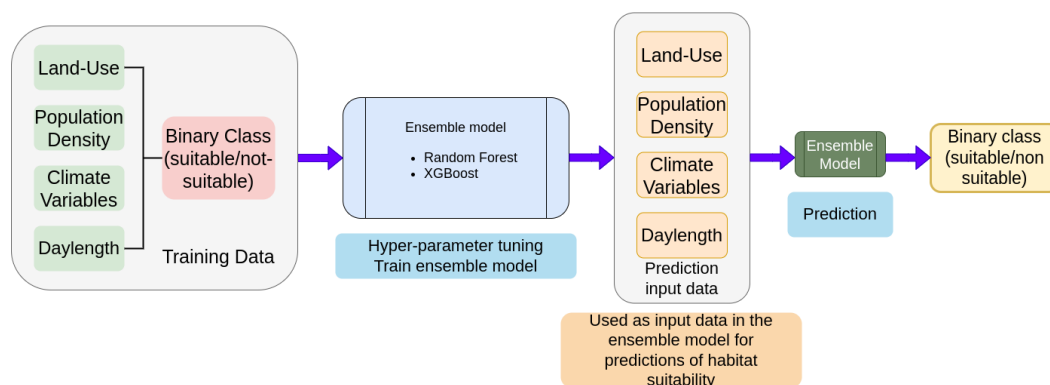 Land-Use
Population
Density
Climate
Variables
Daylength
Binary Class
(suitable/not-
suitable)
Training Data
Ensemble model
• Random Forest
• XGBoost
Hyper-parameter tuning
Train ensemble model
Land-Use
Population
Density
Climate
Variables
Daylength
Prediction
input data
Used as input data in the
ensemble model for
predictions of habitat
suitability
Ensemble
Model
Prediction
Binary class
(suitable/non
suitable)